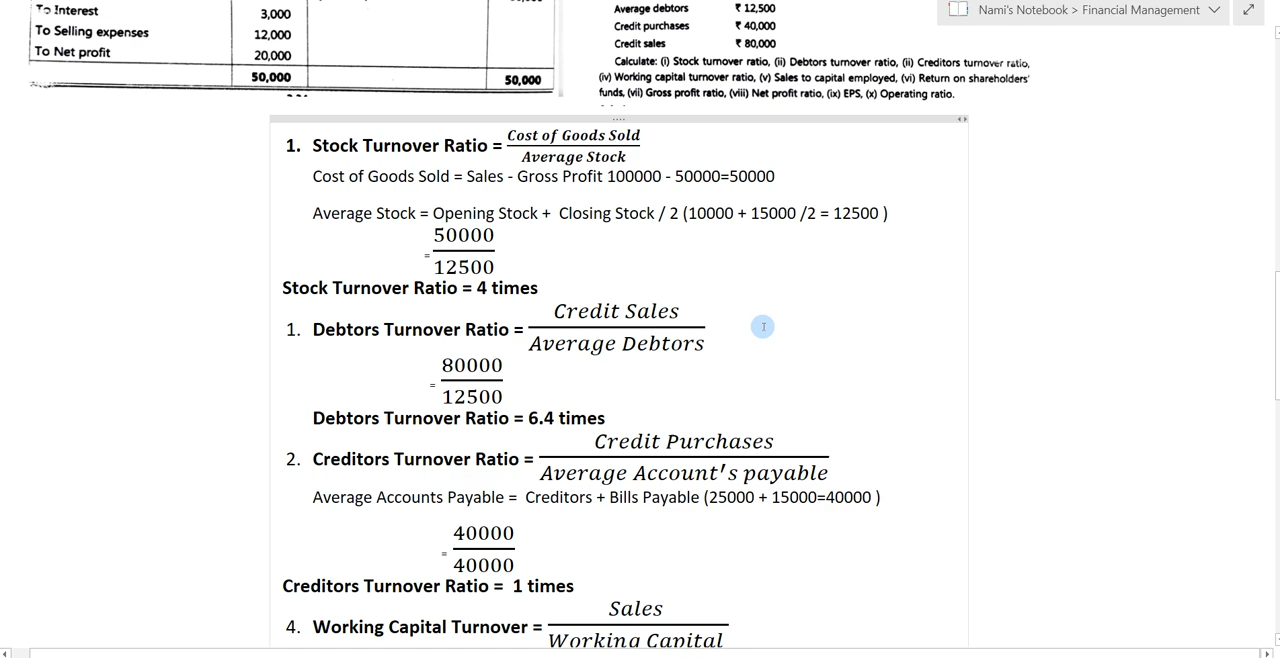 To Interest 3,000
To Selling expenses 12,000
To Net profit 20,000
50,000 50,000
Average debtors ₹ 12,500
Credit purchases ₹ 40,000
Credit sales ₹ 80,000
Calculate: (i) Stock turnover ratio, (ii) Debtors turnover ratio, (ii) Creditors turnover ratio,
(iv) Working capital turnover ratio, (v) Sales to capital employed, (vi) Return on shareholders'
funds, (vii) Gross profit ratio, (viii) Net profit ratio, (ix) EPS, (x) Operating ratio.
Nami's Notebook > Financial Management
1. Stock Turnover Ratio = Cost of Goods Sold
Average Stock
Cost of Goods Sold = Sales - Gross Profit 100000 - 50000=50000
Average Stock = Opening Stock + Closing Stock / 2 (10000 + 15000 /2 = 12500 )
50000
=
12500
Stock Turnover Ratio = 4 times
1. Debtors Turnover Ratio = Credit Sales
Average Debtors
80000
=
12500
Debtors Turnover Ratio = 6.4 times
2. Creditors Turnover Ratio = Credit Purchases
Average Account's payable
Average Accounts Payable = Creditors + Bills Payable (25000 + 15000=40000 )
40000
=
40000
Creditors Turnover Ratio = 1 times
4. Working Capital Turnover = Sales
Working Capital